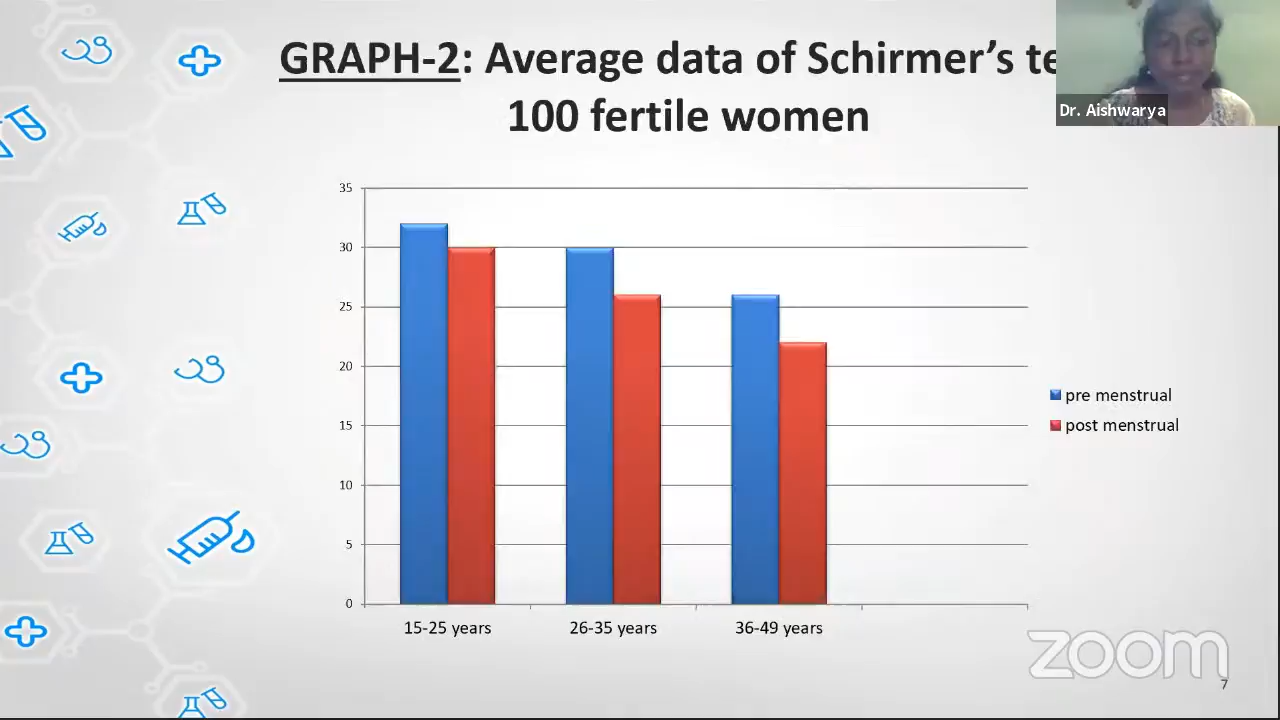 GRAPH-2: Average data of Schirmer's
100 fertile women
Dr. Aishwarya
35
30
25
20
15
10
5
0
15-25 years
26-35 years
36-49 years
pre menstrual
post menstrual
zoom
7